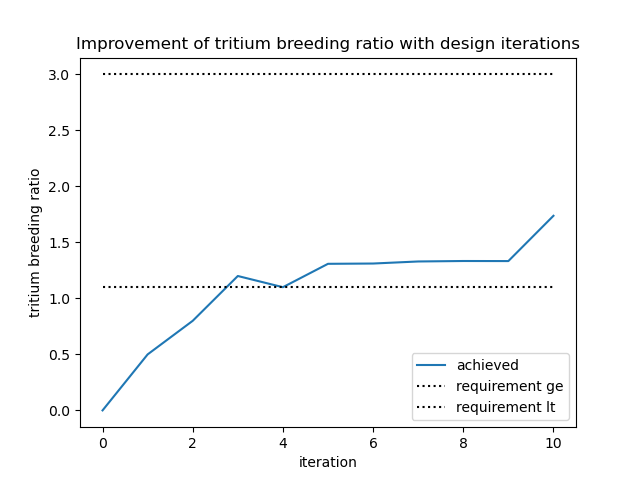 Improvement of tritium breeding ratio with design iterations
3.0
2.5
2.0
1.5
1.0
0.5
0.0
tritium breeding ratio
achieved
requirement ge
requirement lt
0 2 4 6 8 10
iteration